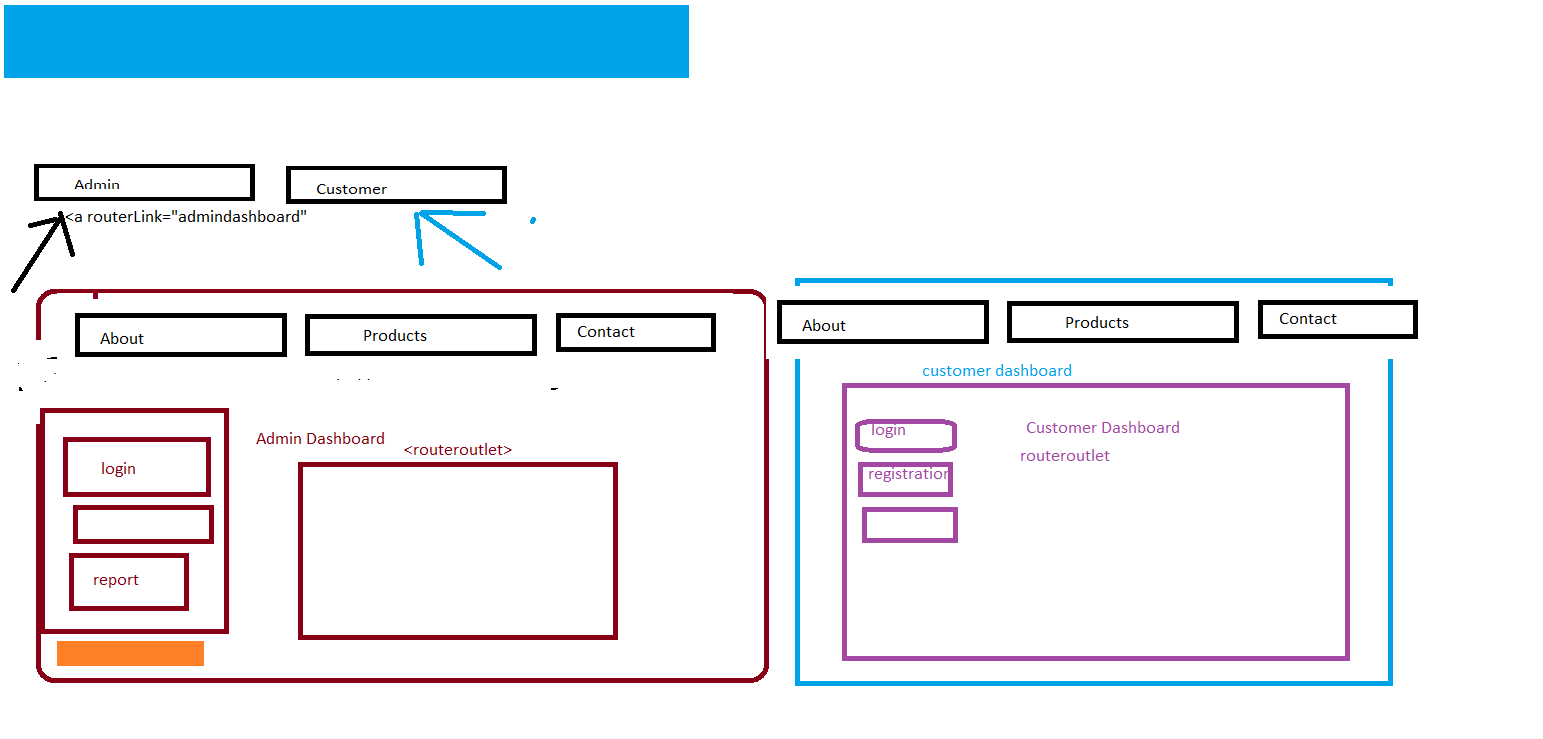 Admin
Customer
<a routerLink="admindashboard"
About
Products
Contact
login
report
Admin Dashboard
<routeroutlet>
About
Products
Contact
customer dashboard
login
registration
Customer Dashboard
routeroutlet